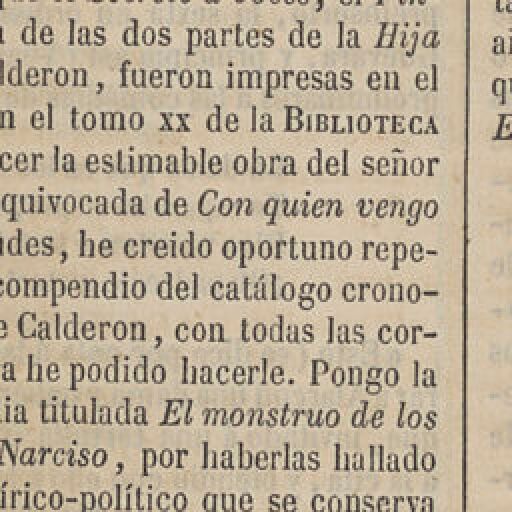 de las dos partes de la Hija
lderon, fueron impresas en el
n el tomo XX de la BIBLIOTECA
cer la estimable obra del señor
quivocada de Con quien vengo
ades, he creido oportuno repe-
compendio del catálogo crono-
e Calderon, con todas las cor-
a he podido hacerle. Pongo la
ia titulada El monstruo de los
Narciso, por haberlas hallado
írico-político que se conserva